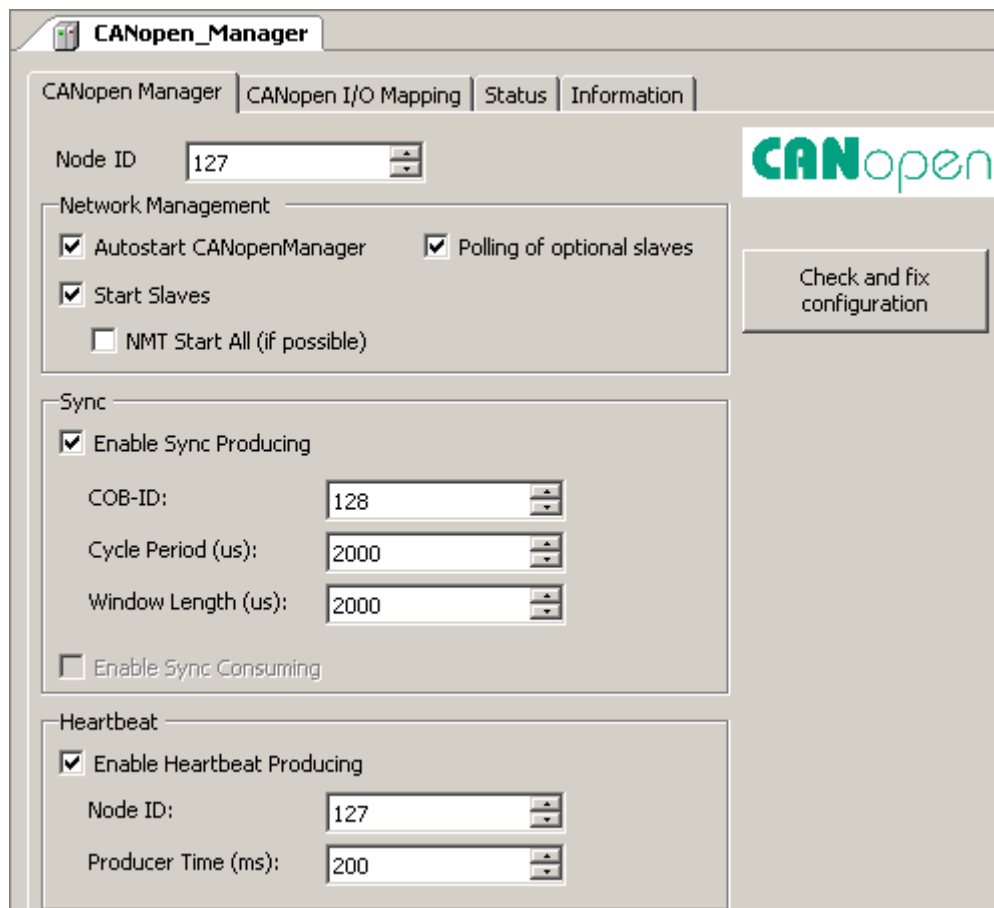 CANopen_Manager
CANopen Manager CANopen I/O Mapping Status Information
Node ID 127
CANopen
Network Management
Autostart CANopenManager Polling of optional slaves
Start Slaves
NMT Start All (if possible)
Check and fix
configuration
Sync
Enable Sync Producing
COB-ID: 128
Cycle Period (us): 2000
Window Length (us): 2000
Enable Sync Consuming
Heartbeat
Enable Heartbeat Producing
Node ID: 127
Producer Time (ms): 200